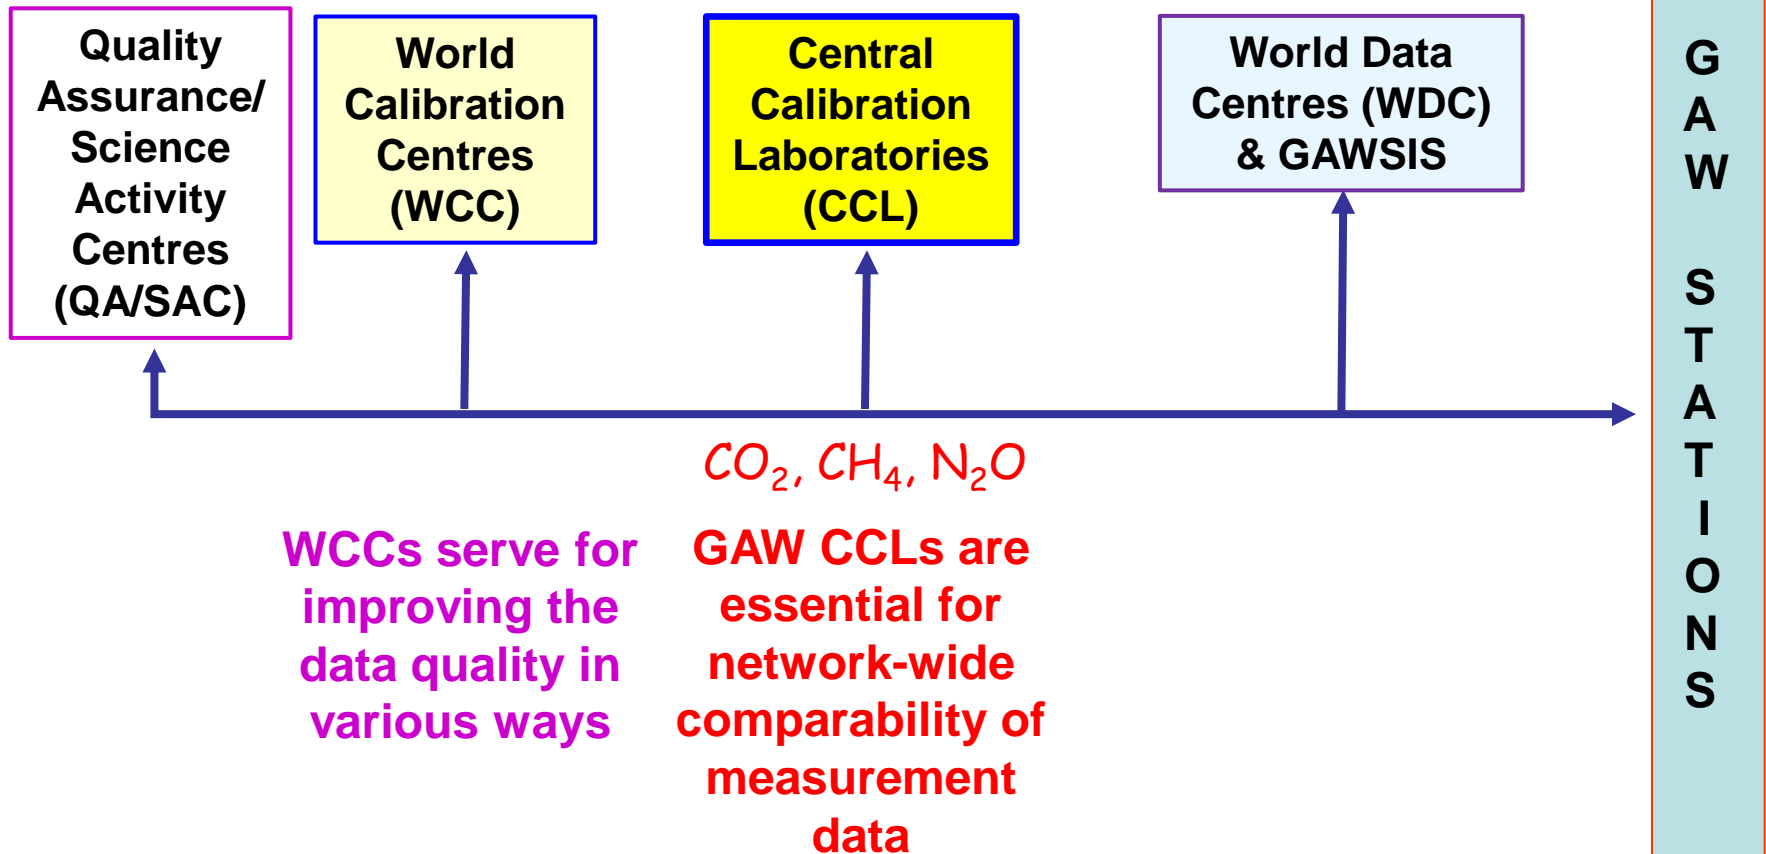 Quality
Assurance/
Science
Activity
Centres
(QA/SAC)
World
Calibration
Centres
(WCC)
Central
Calibration
Laboratories
(CCL)
World Data
Centres (WDC)
& GAWSIS
G
A
W
S
T
A
T
I
O
N
S
CO₂, CH₄, N₂O
WCCs serve for
improving the
data quality in
various ways
GAW CCLs are
essential for
network-wide
comparability of
measurement
data